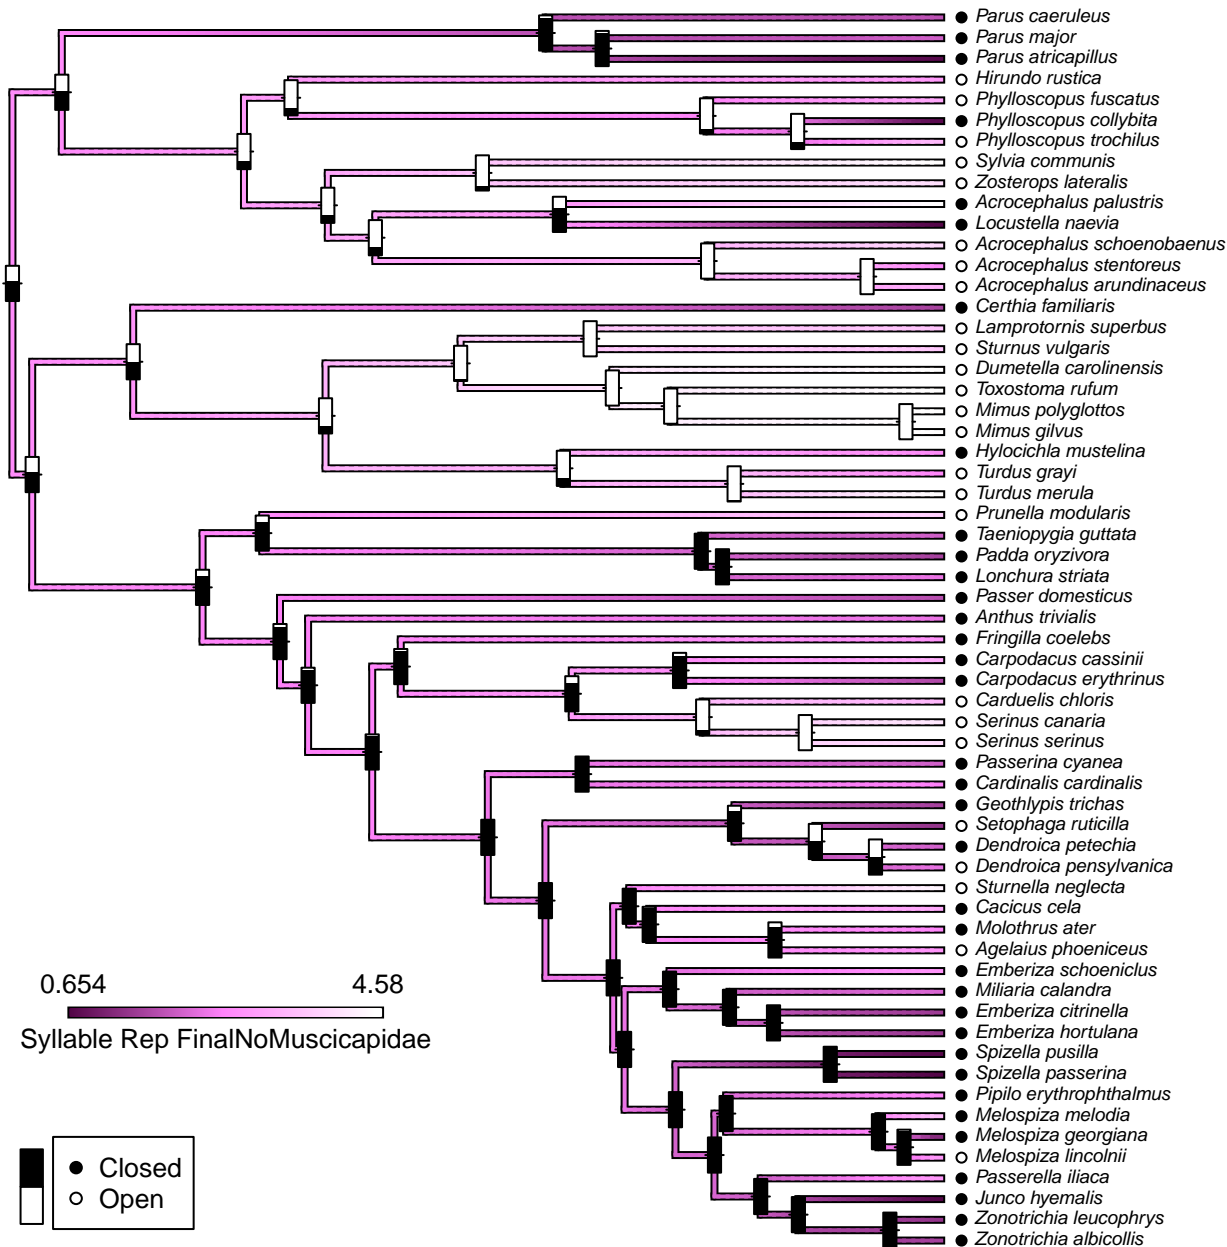 Parus caeruleus
Parus major
Parus atricapillus
Hirundo rustica
Phylloscopus fuscatus
Phylloscopus collybita
Phylloscopus trochilus
Sylvia communis
Zosterops lateralis
Acrocephalus palustris
Locustella naevia
Acrocephalus schoenobaenus
Acrocephalus stentoreus
Acrocephalus arundinaceus
Certhia familiaris
Lamprotornis superbus
Sturnus vulgaris
Dumetella carolinensis
Toxostoma rufum
Mimus polyglottos
Mimus gilvus
Hylocichla mustelina
Turdus grayi
Turdus merula
Prunella modularis
Taeniopygia guttata
Padda oryzivora
Lonchura striata
Passer domesticus
Anthus trivialis
Fringilla coelebs
Carpodacus cassinii
Carpodacus erythrinus
Carduelis chloris
Serinus canaria
Serinus serinus
Passerina cyanea
Cardinalis cardinalis
Geothlypis trichas
Setophaga ruticilla
Dendroica petechia
Dendroica pensylvanica
Sturnella neglecta
Cacicus cela
Molothrus ater
Agelaius phoeniceus
Emberiza schoeniclus
Miliaria calandra
Emberiza citrinella
Emberiza hortulana
Spizella pusilla
Spizella passerina
Pipilo erythrophthalmus
Melospiza melodia
Melospiza georgiana
Melospiza lincolnii
Passerella iliaca
Junco hyemalis
Zonotrichia leucophrys
Zonotrichia albicollis
0.654 4.58
Syllable Rep FinalNoMuscicapidae
Closed
Open